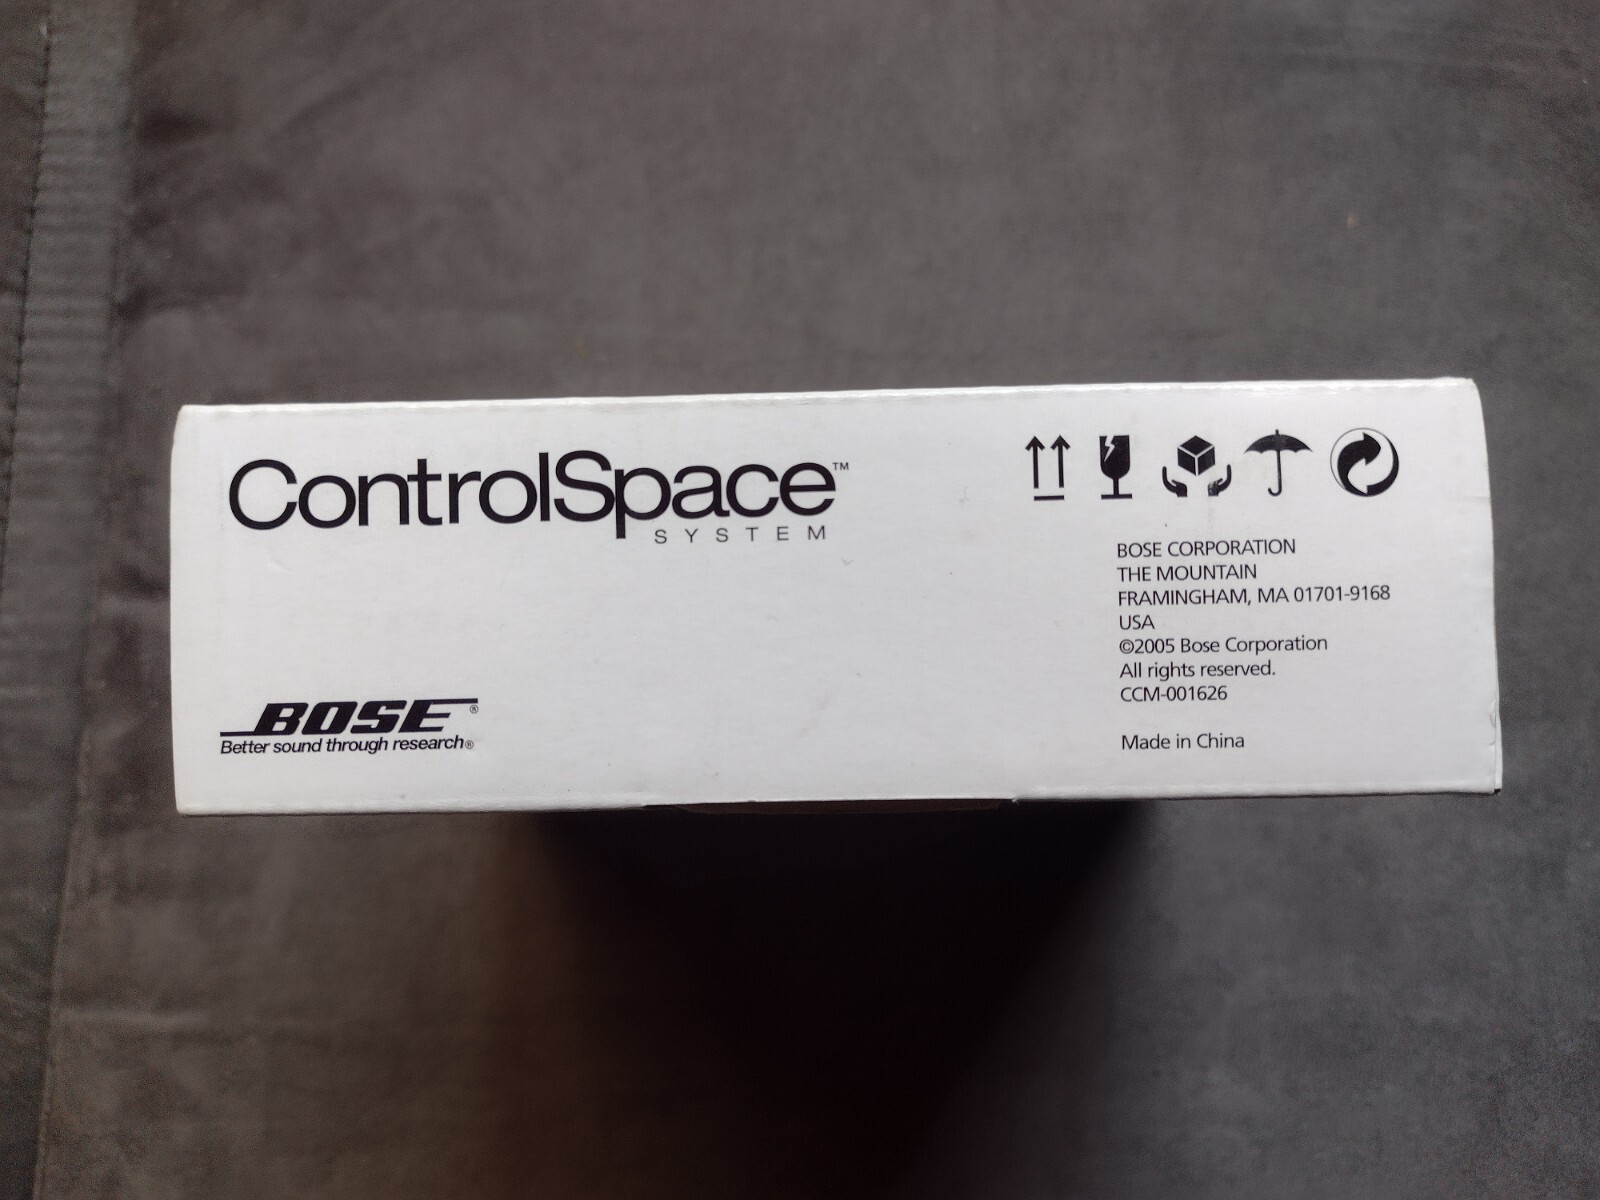 ControlSpace™
SYSTEM
BOSE®
Better sound through research®
BOSE CORPORATION
THE MOUNTAIN
FRAMINGHAM, MA 01701-9168
USA
©2005 Bose Corporation
All rights reserved.
CCM-001626
Made in China